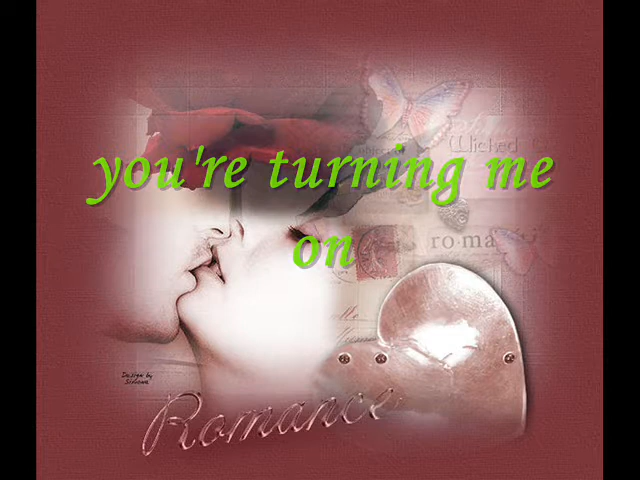 Wicked
you're turning me
on
ro·ma
Design by
Romance